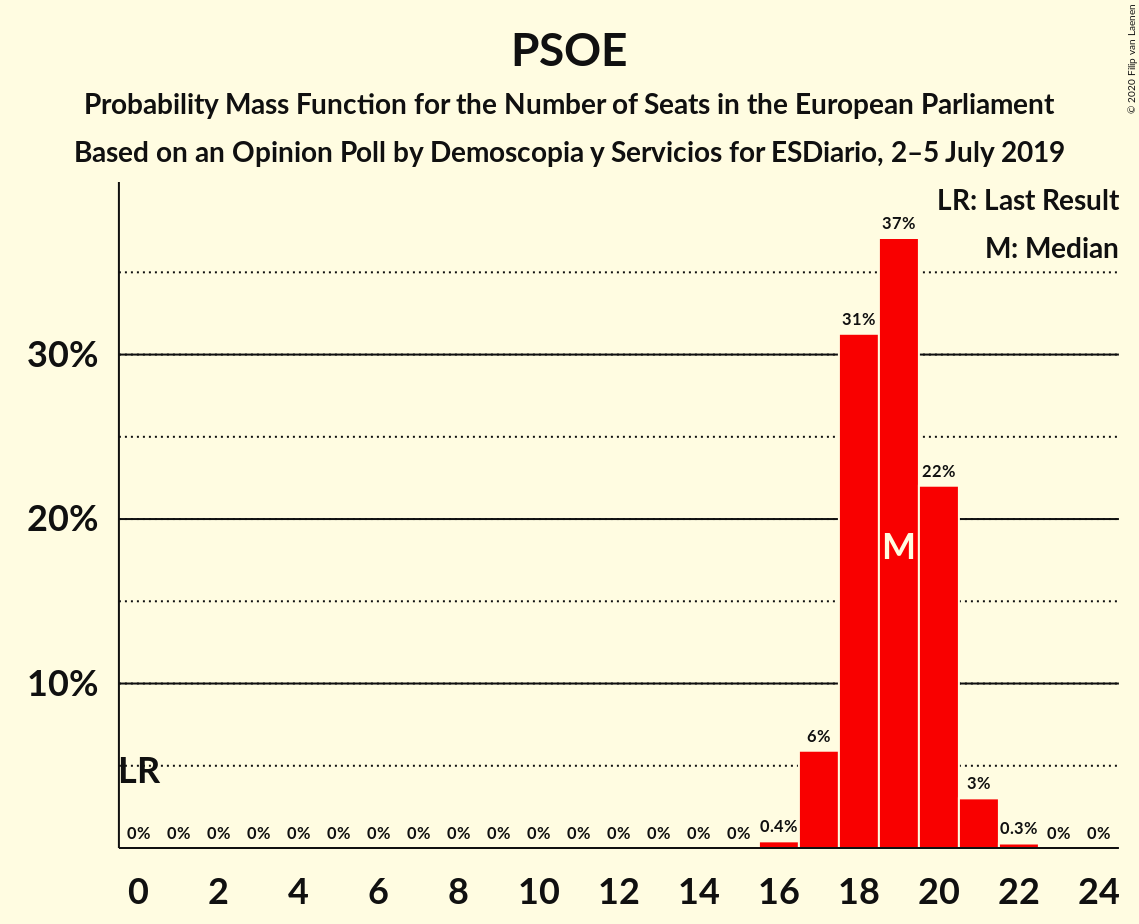 PSOE
Probability Mass Function for the Number of Seats in the European Parliament
Based on an Opinion Poll by Demoscopia y Servicios for ESDiario, 2–5 July 2019
© 2020 Filip van Laenen
LR: Last Result
M: Median
37%
31%
30%
22%
20%
M
10%
6%
LR
3%
0% 0% 0% 0% 0% 0% 0% 0% 0% 0% 0% 0% 0% 0% 0% 0% 0.4% 0.3% 0% 0%
0 2 4 6 8 10 12 14 16 18 20 22 24